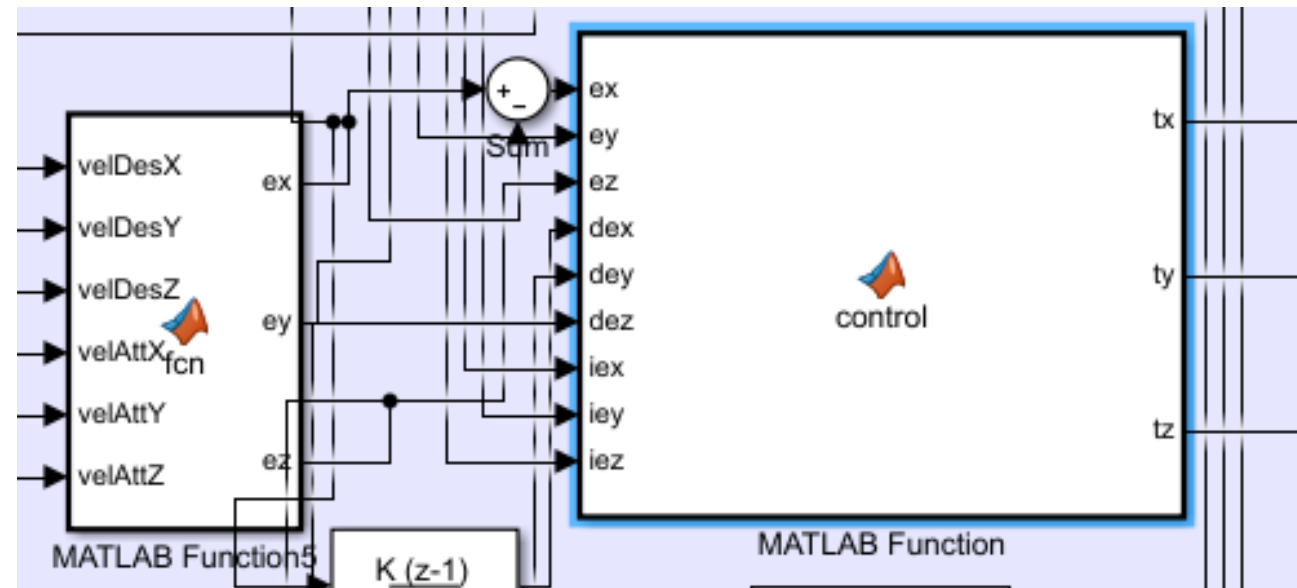 velDesX
velDesY
velDesZ
velAttX
velAttY
velAttZ
fcn
ex
ey
ez
MATLAB Function5
+
−
Sum
K (z-1)
ex
ey
ez
dex
dey
dez
iex
iey
iez
control
tx
ty
tz
MATLAB Function